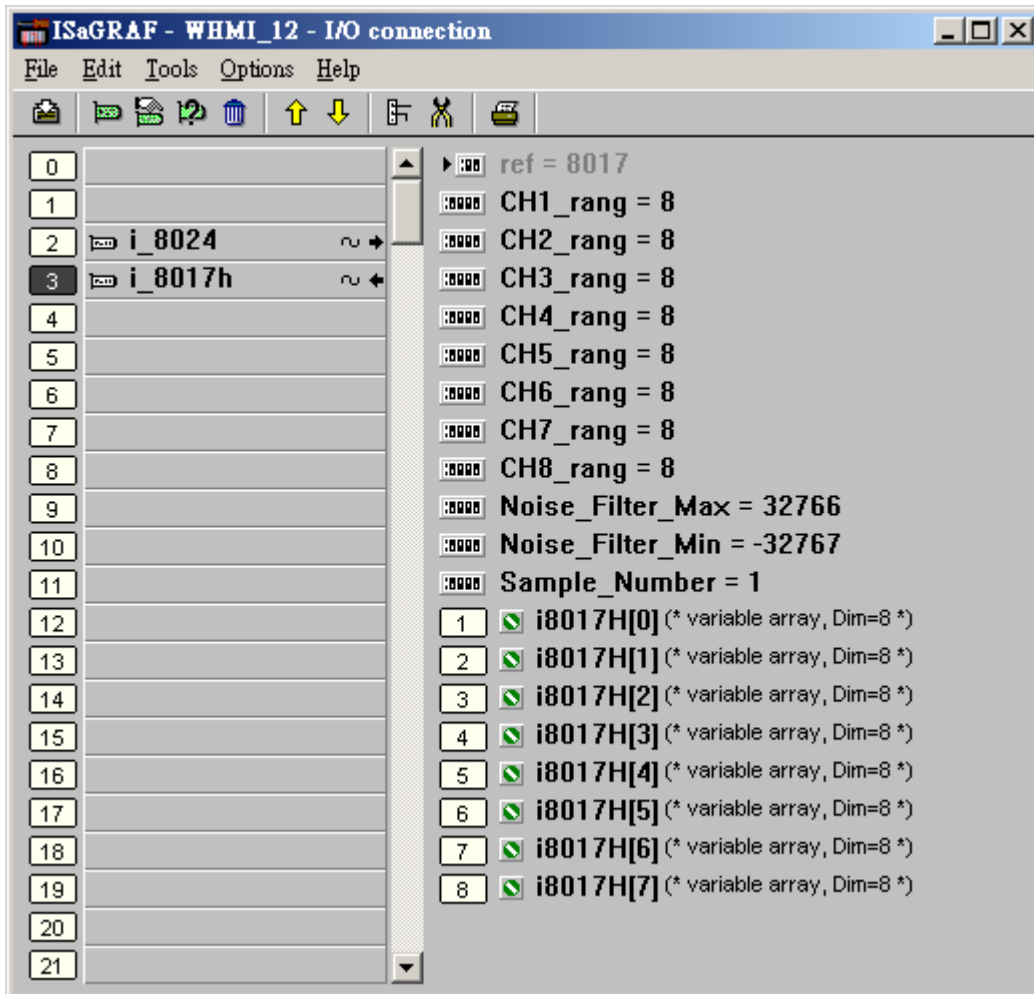 ISaGRAF - WHMI_12 - I/O connection
File Edit Tools Options Help
0
1
2 i_8024
3 i_8017h
4
5
6
7
8
9
10
11
12
13
14
15
16
17
18
19
20
21
ref = 8017
CH1_rang = 8
CH2_rang = 8
CH3_rang = 8
CH4_rang = 8
CH5_rang = 8
CH6_rang = 8
CH7_rang = 8
CH8_rang = 8
Noise_Filter_Max = 32766
Noise_Filter_Min = -32767
Sample_Number = 1
1 i8017H[0] (* variable array, Dim=8 *)
2 i8017H[1] (* variable array, Dim=8 *)
3 i8017H[2] (* variable array, Dim=8 *)
4 i8017H[3] (* variable array, Dim=8 *)
5 i8017H[4] (* variable array, Dim=8 *)
6 i8017H[5] (* variable array, Dim=8 *)
7 i8017H[6] (* variable array, Dim=8 *)
8 i8017H[7] (* variable array, Dim=8 *)